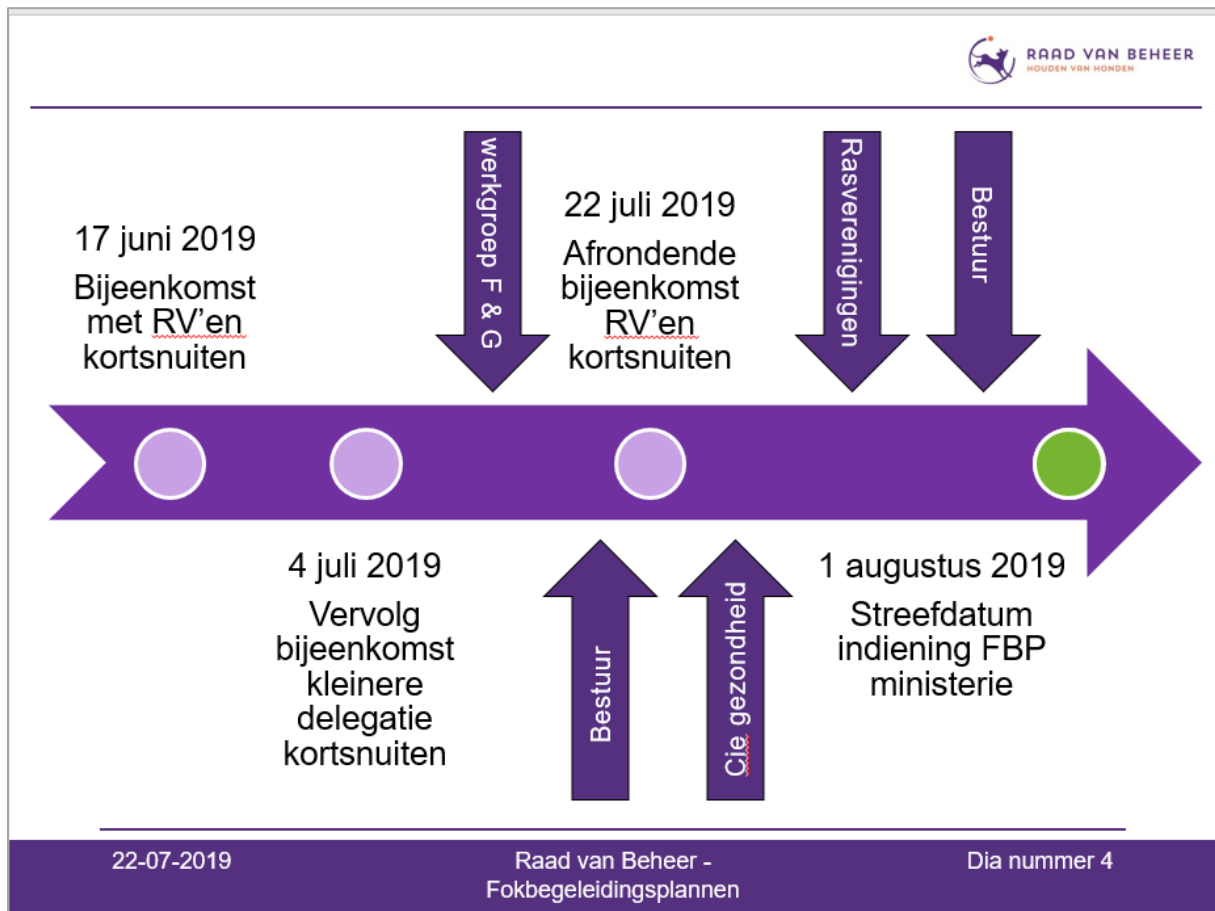 RAAD VAN BEHEER
HOUDEN VAN HONDEN
17 juni 2019
Bijeenkomst
met RV'en
kortsnuiten
werkgroep F & G
22 juli 2019
Afrondende
bijeenkomst
RV'en
kortsnuiten
Rasverenigingen
Bestuur
4 juli 2019
Vervolg
bijeenkomst
kleinere
delegatie
kortsnuiten
Bestuur
Cie gezondheid
1 augustus 2019
Streefdatum
indiening FBP
ministerie
22-07-2019
Raad van Beheer -
Fokbegeleidingsplannen
Dia nummer 4